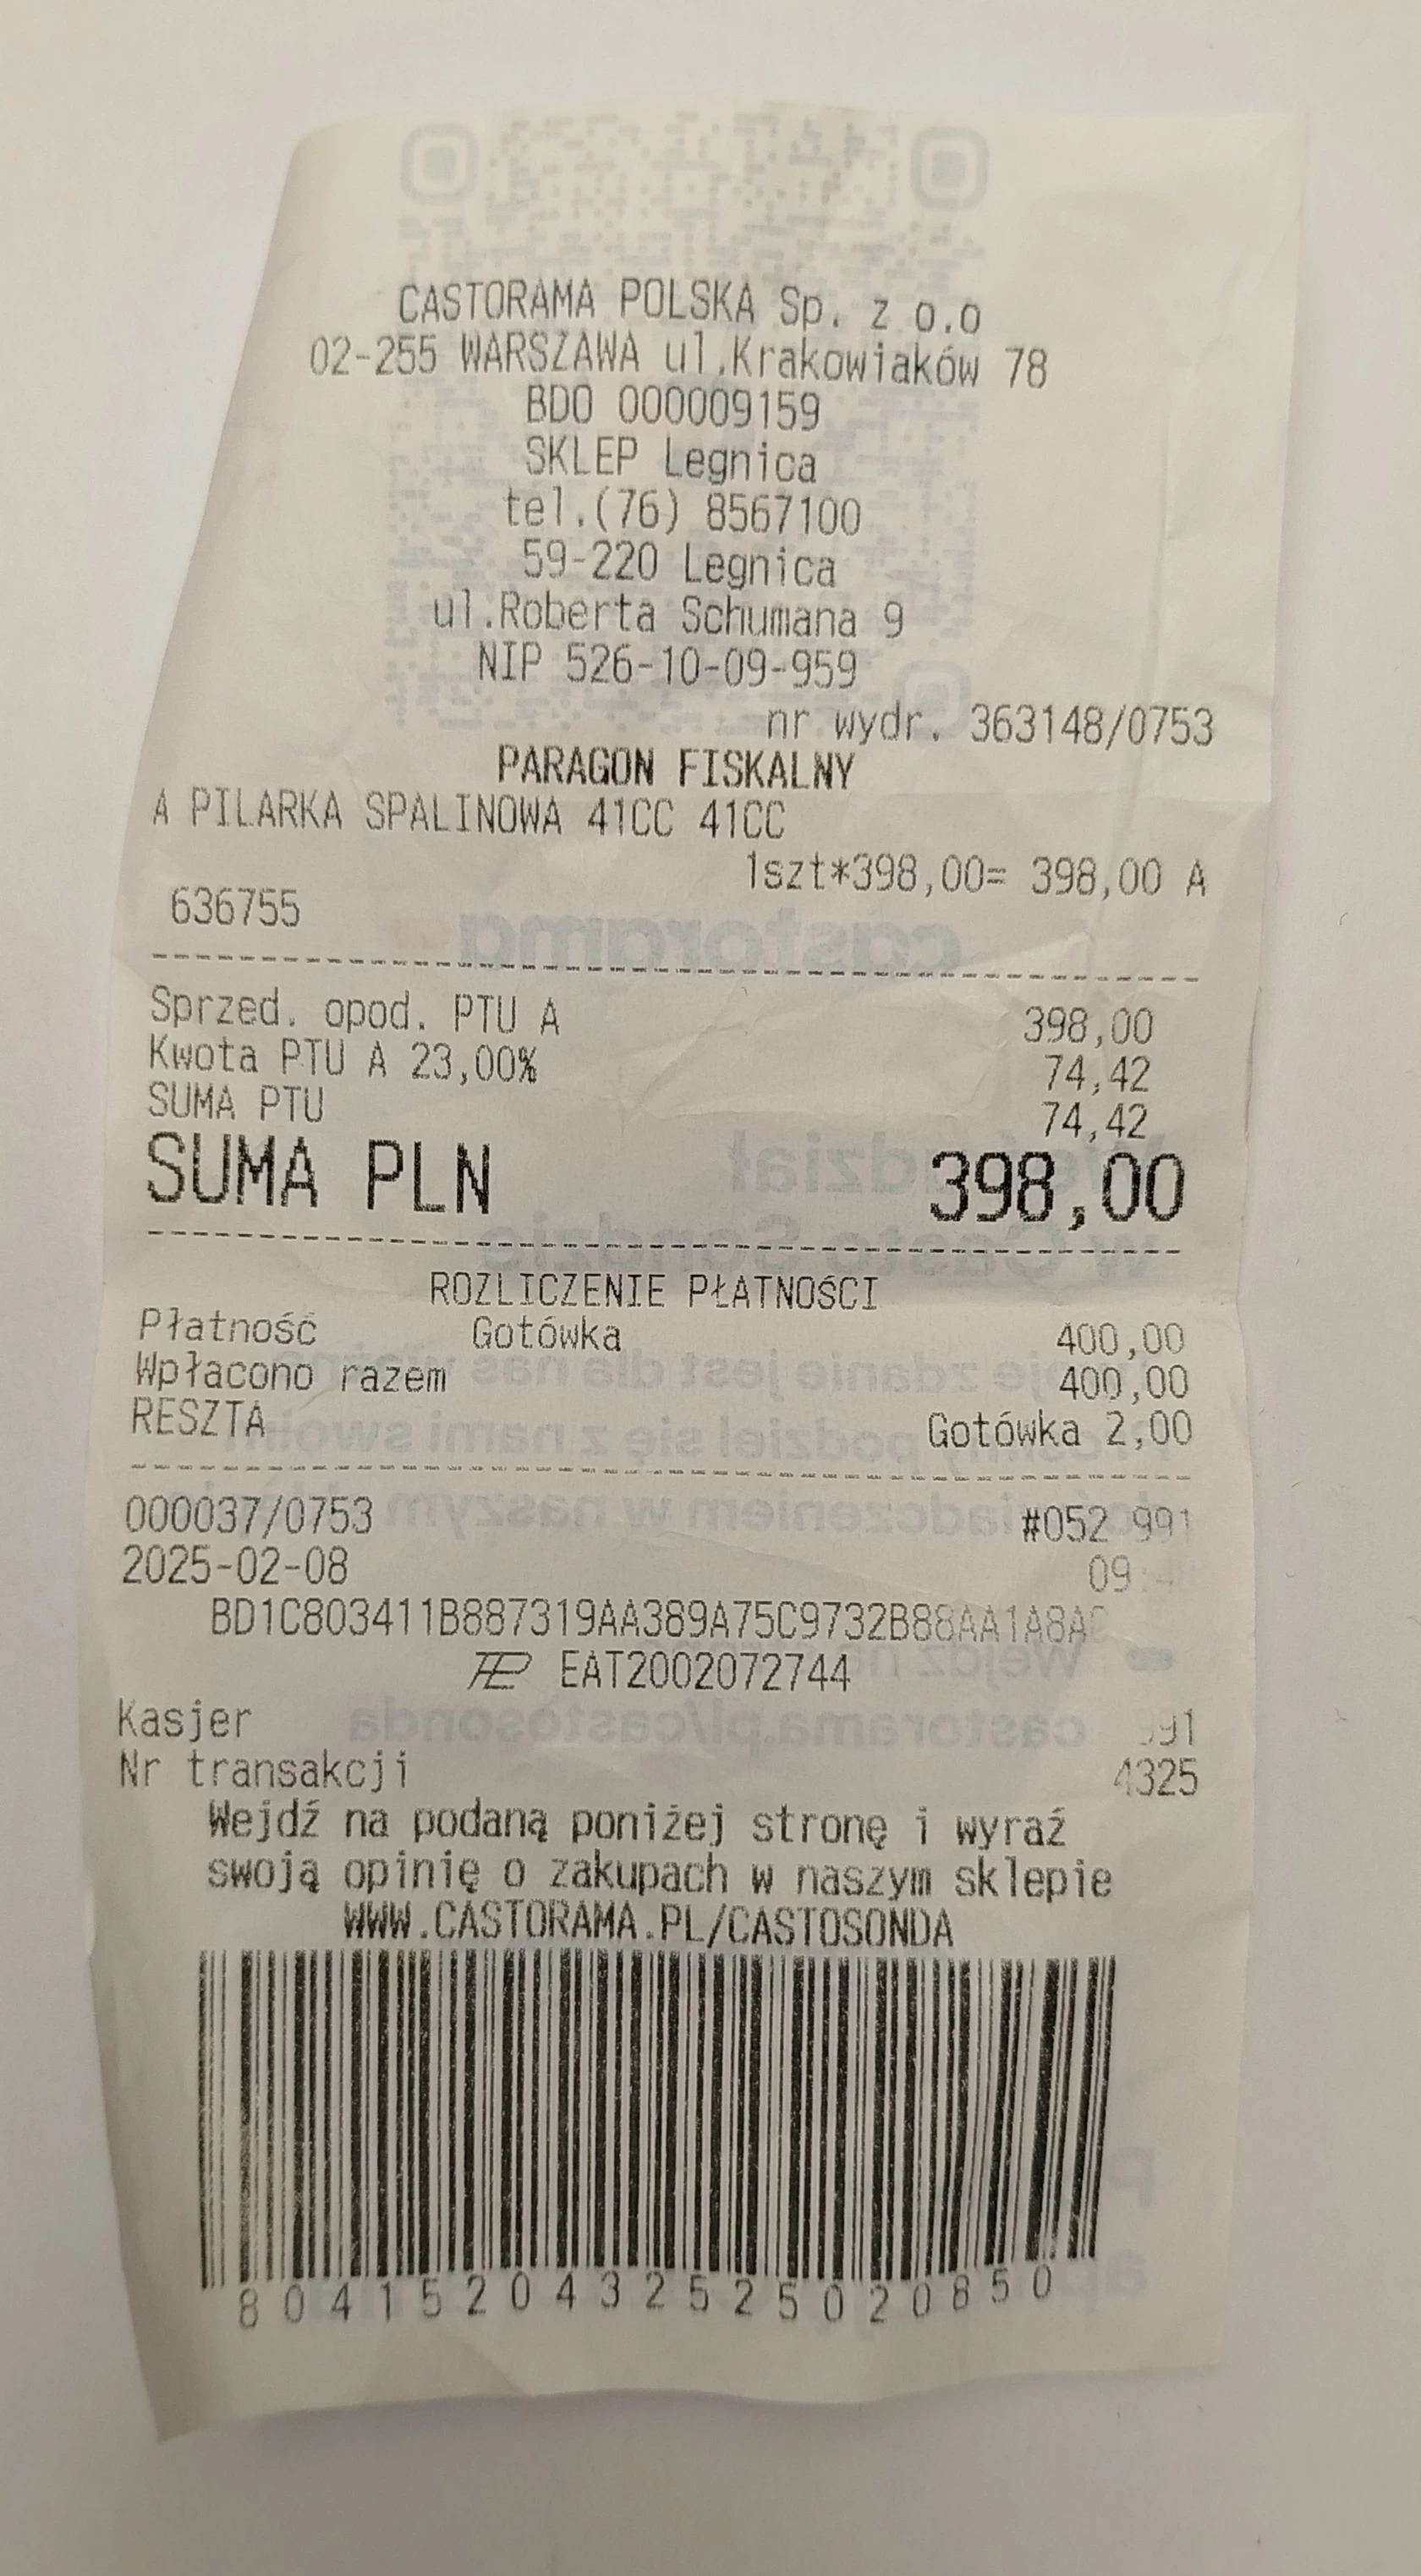 CASTORAMA POLSKA Sp. z o.o
02-255 WARSZAWA ul.Krakowiaków 78
BDO 000009159
SKLEP Legnica
tel.(76) 8567100
59-220 Legnica
ul.Roberta Schumana 9
NIP 526-10-09-959
nr wydr. 363148/0753
PARAGON FISKALNY
A PILARKA SPALINOWA 41CC 41CC
1szt*398,00= 398,00 A
636755
Sprzed. opod. PTU A 398,00
Kwota PTU A 23,00% 74,42
SUMA PTU 74,42
SUMA PLN 398,00
ROZLICZENIE PŁATNOŚCI
Płatność Gotówka 400,00
Wpłacono razem 400,00
RESZTA Gotówka 2,00
000037/0753 #052 991
2025-02-08
EAT2002072744
Kasjer
Nr transakcji 4325
Wejdź na podaną poniżej stronę i wyraź
swoją opinię o zakupach w naszym sklepie
WWW.CASTORAMA.PL/CASTOSONDA
8041520432525020850